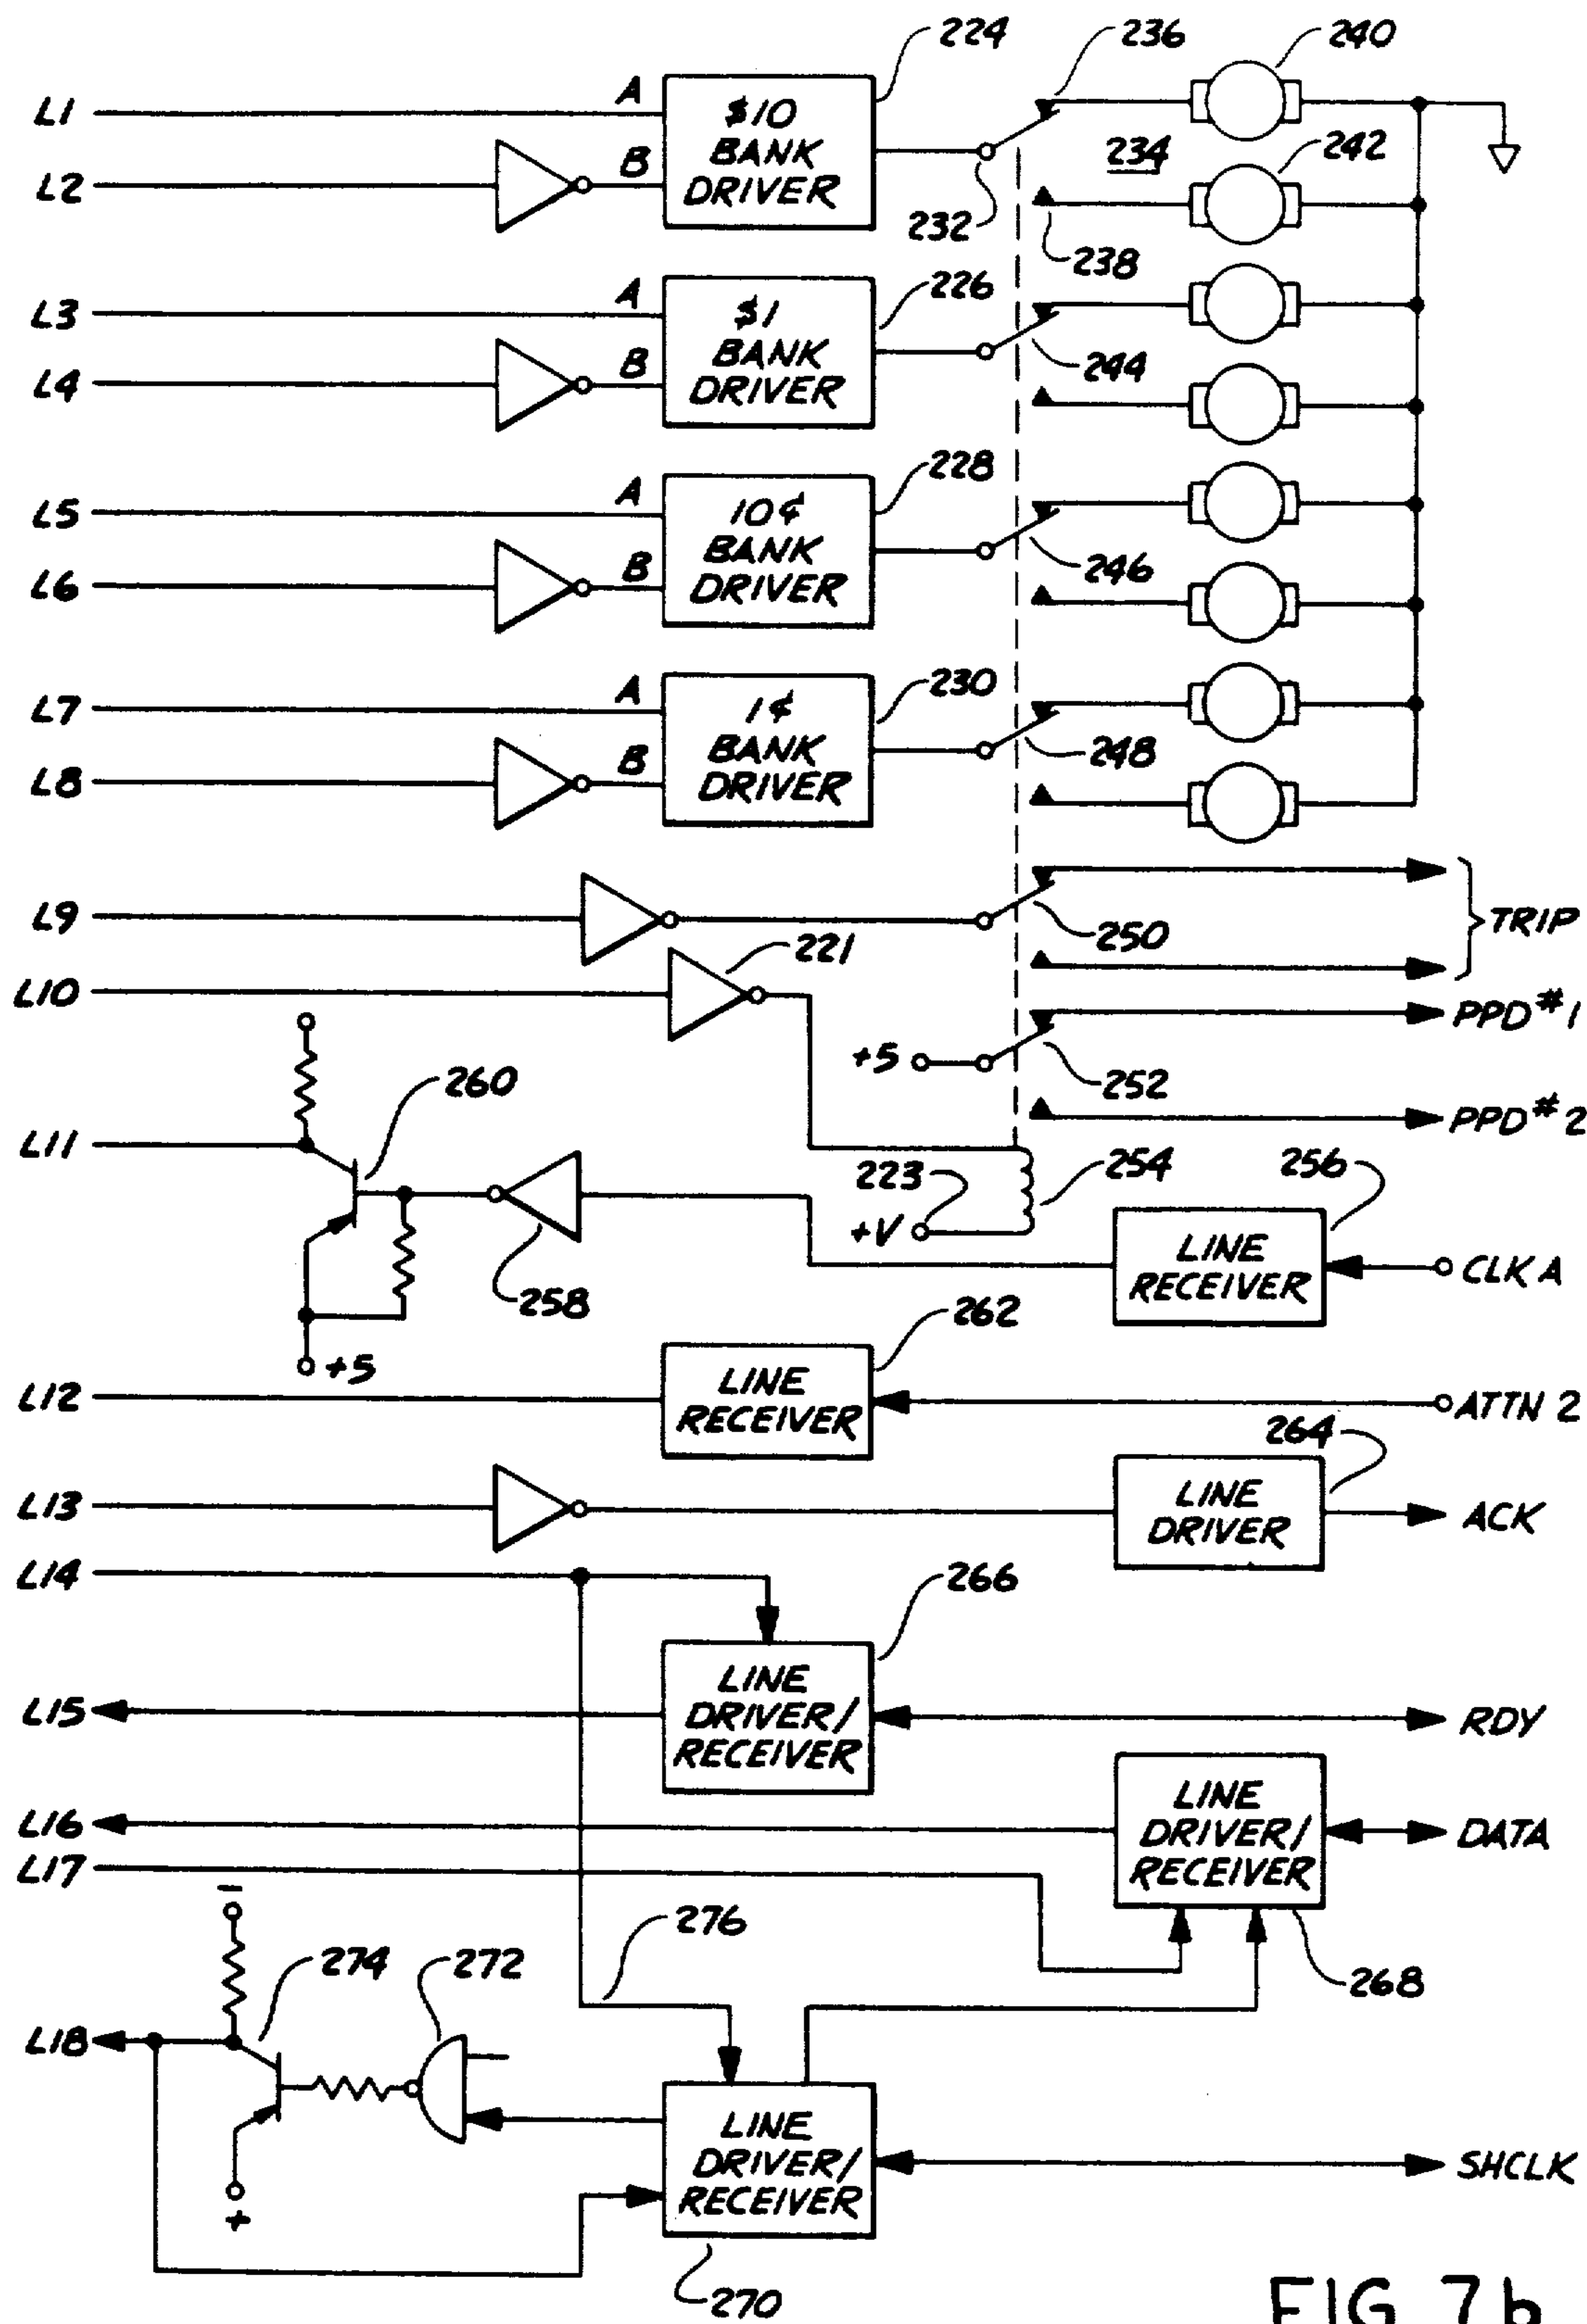 224
236
240
L1
A
$10
BANK
DRIVER
L2
B
232
234
238
242
L3
A
$1
BANK
DRIVER
226
L4
B
244
L5
A
10¢
BANK
DRIVER
228
L6
B
246
L7
A
1¢
BANK
DRIVER
230
L8
B
248
L9
250
TRIP
221
L10
PPD#1
+5
252
PPD#2
260
L11
223
254
256
+V
258
LINE
RECEIVER
CLK A
+5
262
L12
LINE
RECEIVER
ATTN 2
264
L13
LINE
DRIVER
ACK
L14
266
L15
LINE
DRIVER/
RECEIVER
RDY
L16
LINE
DRIVER/
RECEIVER
DATA
L17
268
-
276
274
272
L18
+
LINE
DRIVER/
RECEIVER
SHCLK
270
FIG 7b